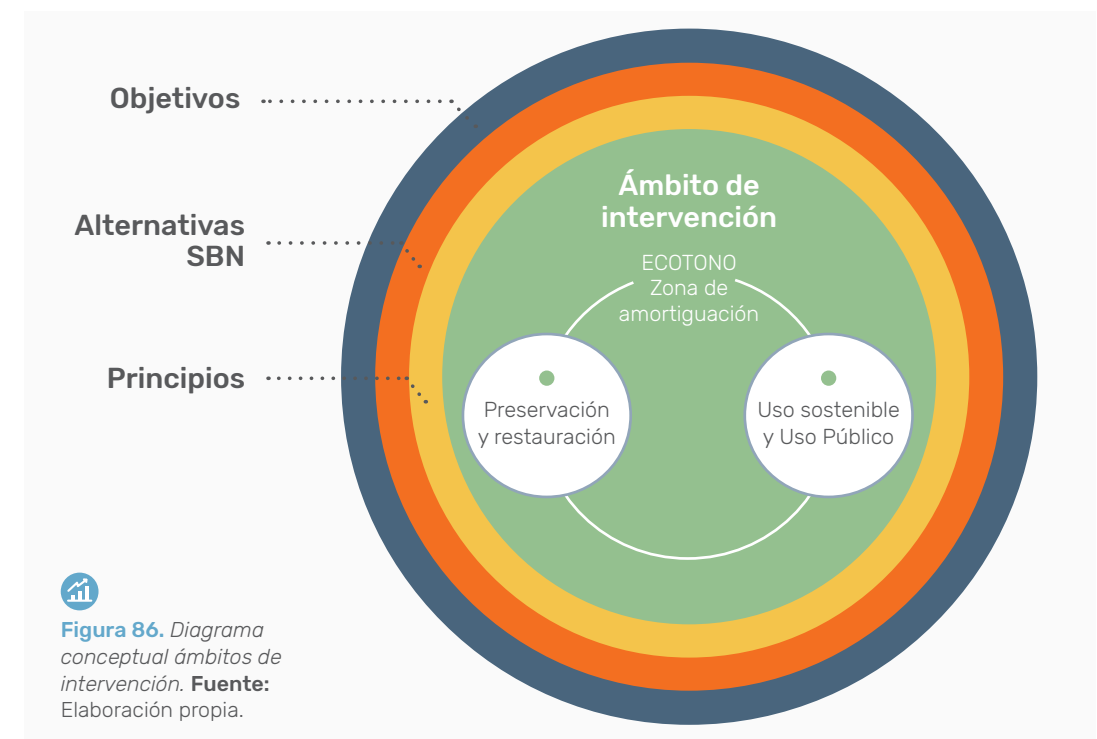 Objetivos
Alternativas
SBN
Principios
Ámbito de
intervención
ECOTONO
Zona de
amortiguación
Preservación
y restauración
Uso sostenible
y Uso Público
Figura 86. Diagrama
conceptual ámbitos de
intervención. Fuente:
Elaboración propia.